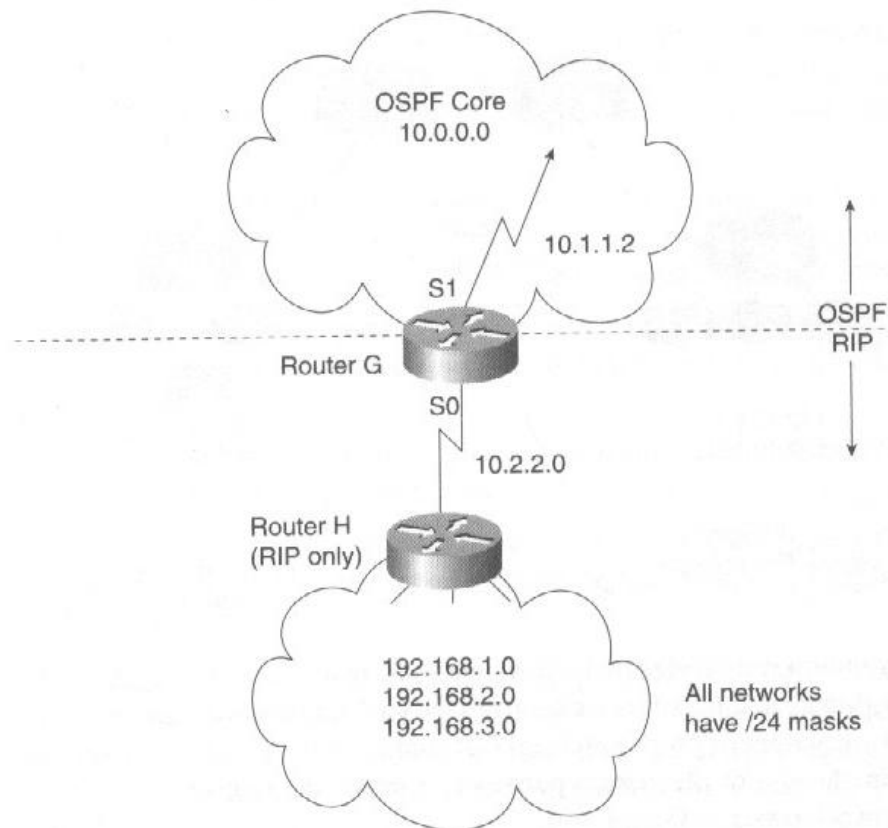 OSPF Core
10.0.0.0
10.1.1.2
S1
OSPF
RIP
Router G
S0
10.2.2.0
Router H
(RIP only)
192.168.1.0
192.168.2.0
192.168.3.0
All networks
have /24 masks